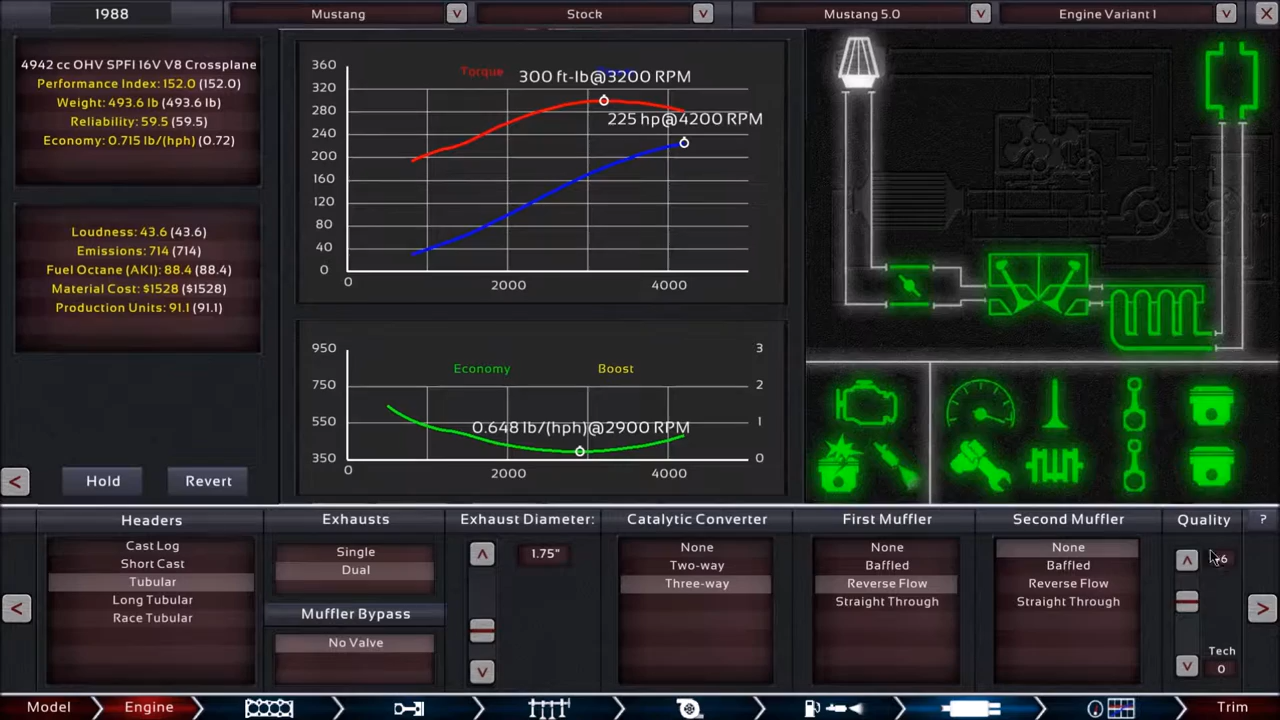 1988
Mustang
Stock
Mustang 5.0
Engine Variant 1
4942 cc OHV SPFI 16V V8 Crossplane
Performance Index: 152.0 (152.0)
Weight: 493.6 lb (493.6 lb)
Reliability: 59.5 (59.5)
Economy: 0.715 lb/(hph) (0.72)
Loudness: 43.6 (43.6)
Emissions: 714 (714)
Fuel Octane (AKI): 88.4 (88.4)
Material Cost: $1528 ($1528)
Production Units: 91.1 (91.1)
Hold
Revert
Torque
300 ft-lb@3200 RPM
225 hp@4200 RPM
360
320
280
240
200
160
120
80
40
0
0
2000
4000
950
750
550
350
Economy
Boost
3
2
1
0
0.648 lb/(hph)@2900 RPM
0
2000
4000
Headers
Cast Log
Short Cast
Tubular
Long Tubular
Race Tubular
Exhausts
Single
Dual
Muffler Bypass
No Valve
Exhaust Diameter:
1.75"
Catalytic Converter
None
Two-way
Three-way
First Muffler
None
Baffled
Reverse Flow
Straight Through
Second Muffler
None
Baffled
Reverse Flow
Straight Through
Quality
?
Tech
0
Model
Engine
Trim